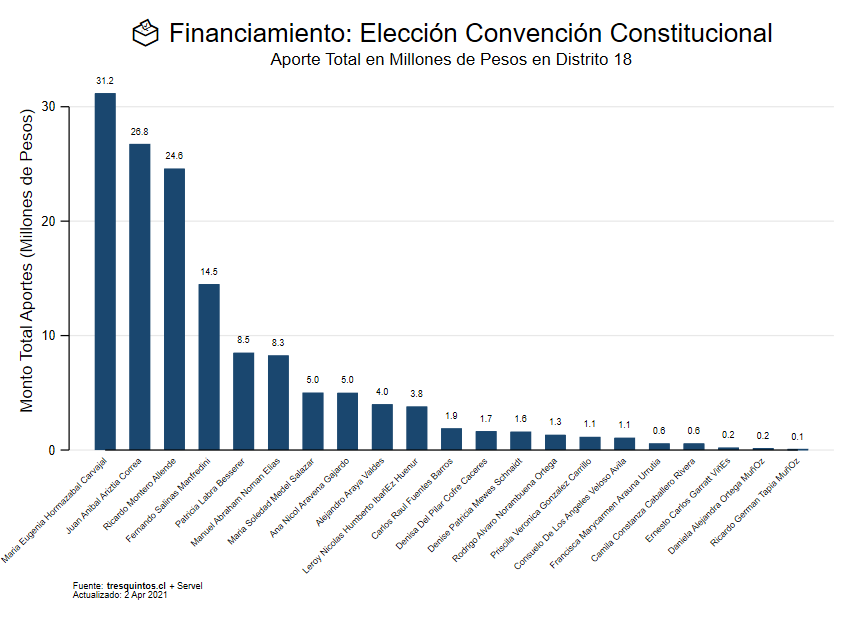 Financiamiento: Elección Convención Constitucional
Aporte Total en Millones de Pesos en Distrito 18
Monto Total Aportes (Millones de Pesos)
30
20
10
0
31.2
26.8
24.6
14.5
8.5
8.3
5.0
5.0
4.0
3.8
1.9
1.7
1.6
1.3
1.1
1.1
0.6
0.6
0.2
0.2
0.1
Maria Eugenia Hormazabal Carvajal
Juan Anibal Ariztia Correa
Ricardo Montero Allende
Fernando Salinas Manfredini
Patricia Labra Besserer
Manuel Abraham Noman Elias
Maria Soledad Medel Salazar
Ana Nicol Aravena Gajardo
Alejandro Araya Valdes
Leroy Nicolas Humberto IbañEz Huenur
Carlos Raul Fuentes Barros
Denisa Del Pilar Cofre Caceres
Denise Patricia Mewes Schnaidt
Rodrigo Alvaro Norambuena Ortega
Priscila Veronica Gonzalez Carrillo
Consuelo De Los Angeles Veloso Avila
Francisca Marycarmen Arauna Urrutia
Camila Constanza Caballero Rivera
Ernesto Carlos Garratt ViñEs
Daniela Alejandra Ortega MuñOz
Ricardo German Tapia MuñOz
Fuente: tresquintos.cl + Servel
Actualizado: 2 Apr 2021